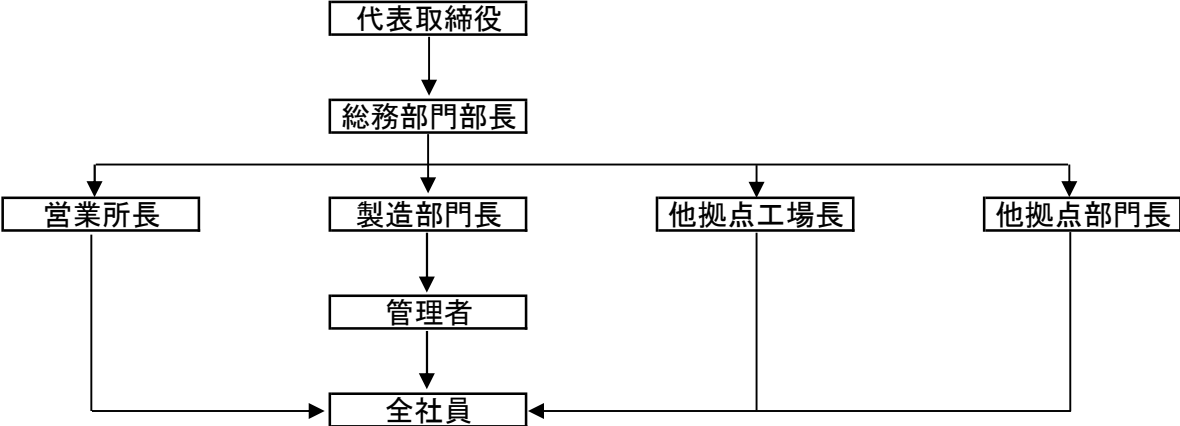 代表取締役
総務部門部長
営業所長
製造部門長
他拠点工場長
他拠点部門長
管理者
全社員